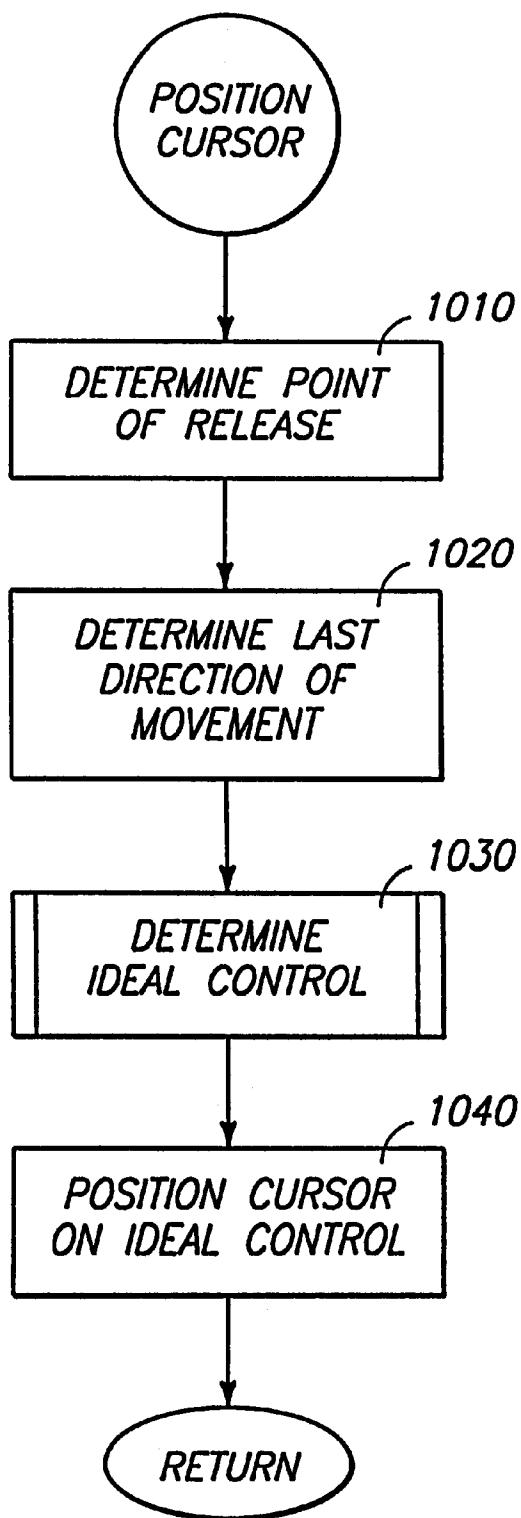 POSITION
CURSOR
1010
DETERMINE POINT
OF RELEASE
1020
DETERMINE LAST
DIRECTION OF
MOVEMENT
1030
DETERMINE
IDEAL CONTROL
1040
POSITION CURSOR
ON IDEAL CONTROL
RETURN